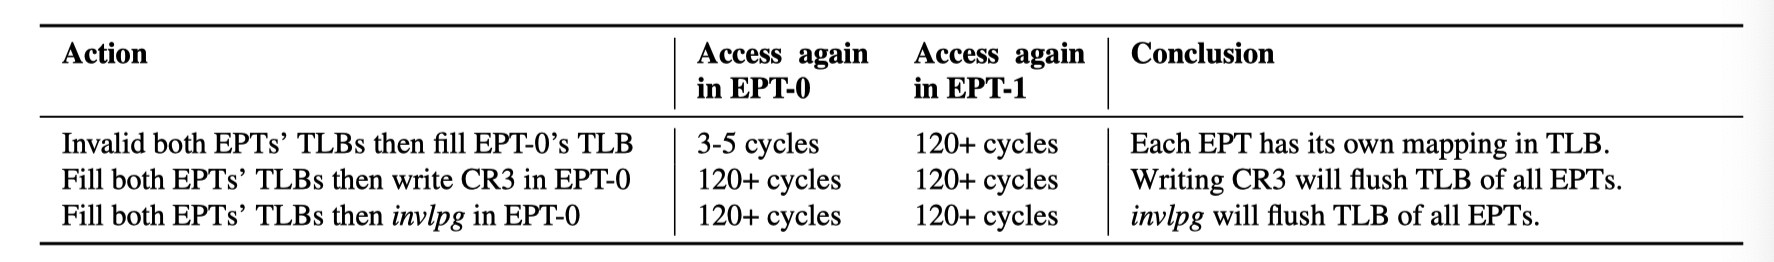 Action Access again in EPT-0 Access again in EPT-1 Conclusion
Invalid both EPTs’ TLBs then fill EPT-0’s TLB 3-5 cycles 120+ cycles Each EPT has its own mapping in TLB.
Fill both EPTs’ TLBs then write CR3 in EPT-0 120+ cycles 120+ cycles Writing CR3 will flush TLB of all EPTs.
Fill both EPTs’ TLBs then invlpg in EPT-0 120+ cycles 120+ cycles invlpg will flush TLB of all EPTs.